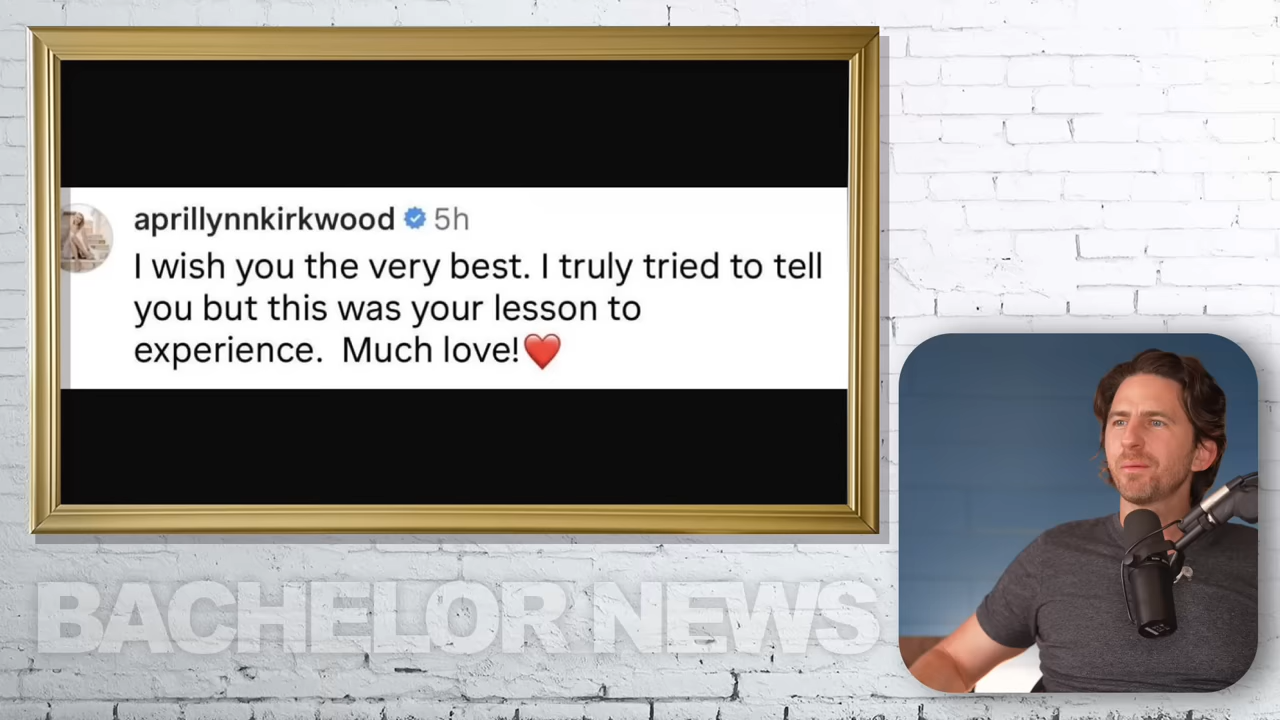 aprillynnkirkwood 5h
I wish you the very best. I truly tried to tell
you but this was your lesson to
experience.  Much love!❤️
BACHELOR NEWS